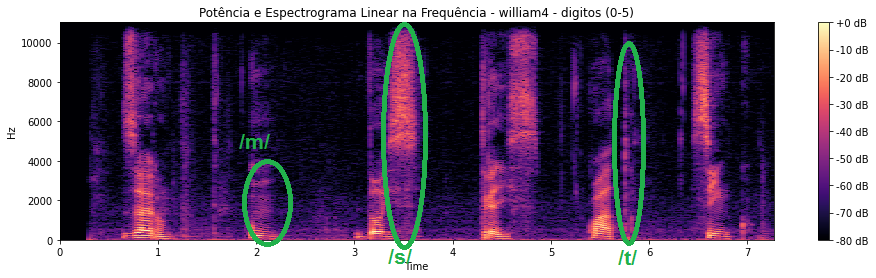 Potência e Espectrograma Linear na Frequência - william4 - digitos (0-5)
10000
8000
6000
4000
2000
0
Hz
/m/
0 1 2 3 4 5 6 7
Time
/s/
/t/
+0 dB
-10 dB
-20 dB
-30 dB
-40 dB
-50 dB
-60 dB
-70 dB
-80 dB